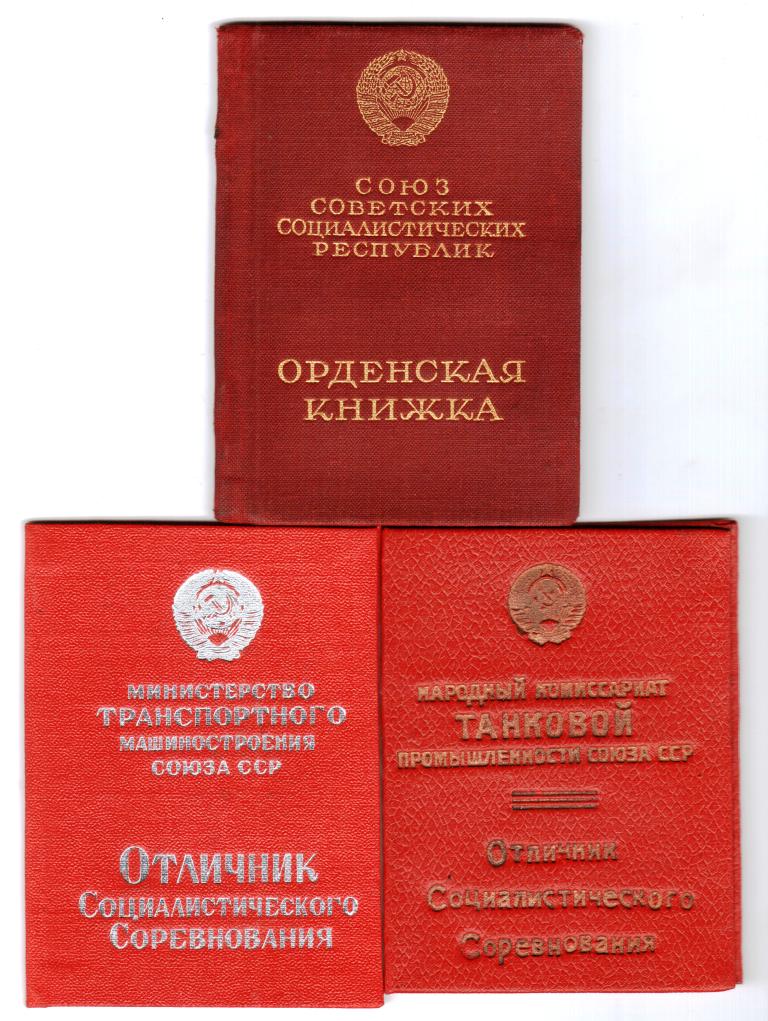 СОЮЗ
СОВЕТСКИХ
СОЦИАЛИСТИЧЕСКИХ
РЕСПУБЛИК
ОРДЕНСКАЯ
КНИЖКА
МИНИСТЕРСТВО
ТРАНСПОРТНОГО
МАШИНОСТРОЕНИЯ
СОЮЗА ССР
ОТЛИЧНИК
СОЦИАЛИСТИЧЕСКОГО
СОРЕВНОВАНИЯ
НАРОДНЫЙ КОМИССАРИАТ
ТАНКОВОЙ
ПРОМЫШЛЕННОСТИ СОЮЗА ССР
Отличник
Социалистического
Соревнования